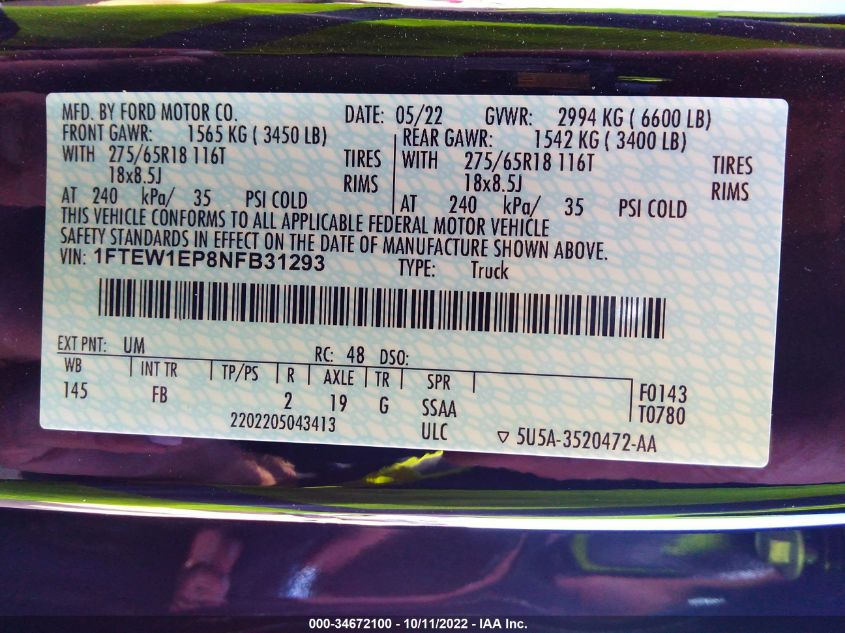 MFD. BY FORD MOTOR CO. DATE: 05/22 GVWR: 2994 KG ( 6600 LB)
FRONT GAWR: 1565 KG ( 3450 LB) REAR GAWR: 1542 KG ( 3400 LB)
WITH 275/65R18 116T TIRES WITH 275/65R18 116T TIRES
18x8.5J RIMS 18x8.5J RIMS
AT 240 kPa/ 35 PSI COLD AT 240 kPa/ 35 PSI COLD
THIS VEHICLE CONFORMS TO ALL APPLICABLE FEDERAL MOTOR VEHICLE
SAFETY STANDARDS IN EFFECT ON THE DATE OF MANUFACTURE SHOWN ABOVE.
VIN: 1FTEW1EP8NFB31293 TYPE: Truck
EXT PNT: UM RC: 48 DSO:
WB INT TR TP/PS R AXLE TR SPR F0143
145 FB 2 19 G SSAA T0780
2202205043413 ULC ▽ 5U5A-3520472-AA
000-34672100 - 10/11/2022 - IAA Inc.